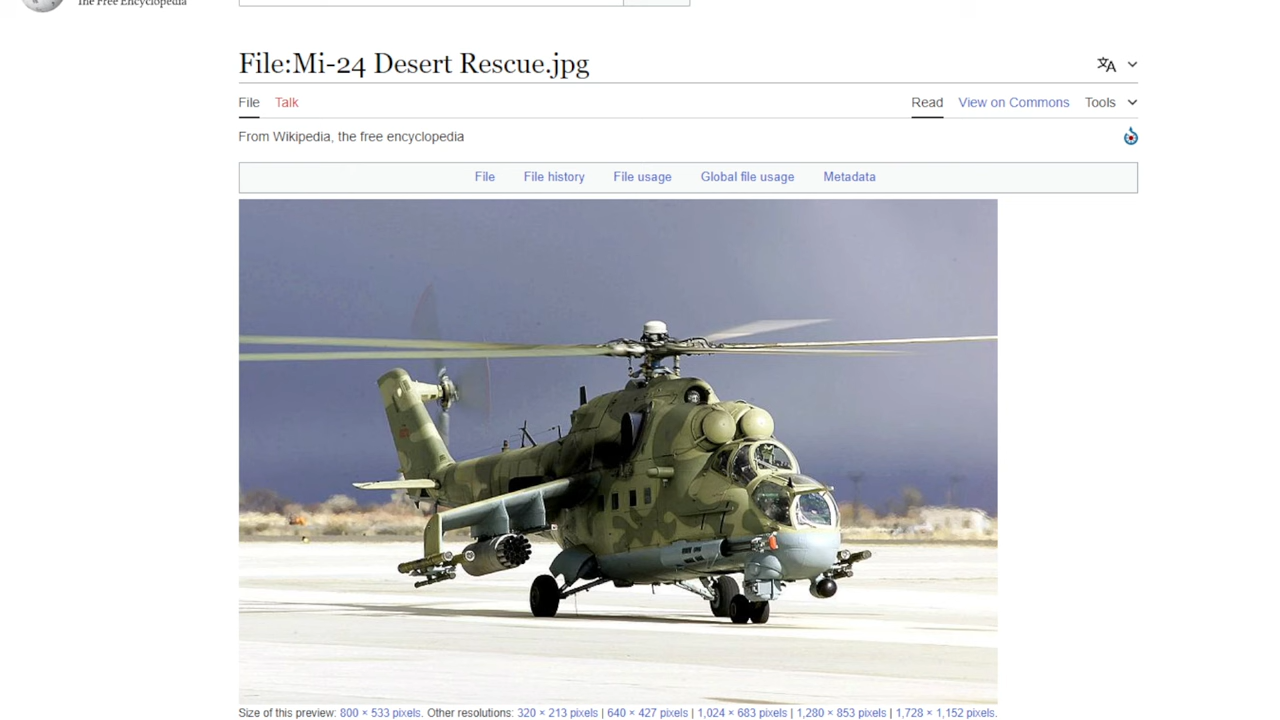 The Free Encyclopedia
File:Mi-24 Desert Rescue.jpg
File Talk Read View on Commons Tools
From Wikipedia, the free encyclopedia
File File history File usage Global file usage Metadata
Size of this preview: 800 × 533 pixels. Other resolutions: 320 × 213 pixels | 640 × 427 pixels | 1,024 × 683 pixels | 1,280 × 853 pixels | 1,728 × 1,152 pixels.